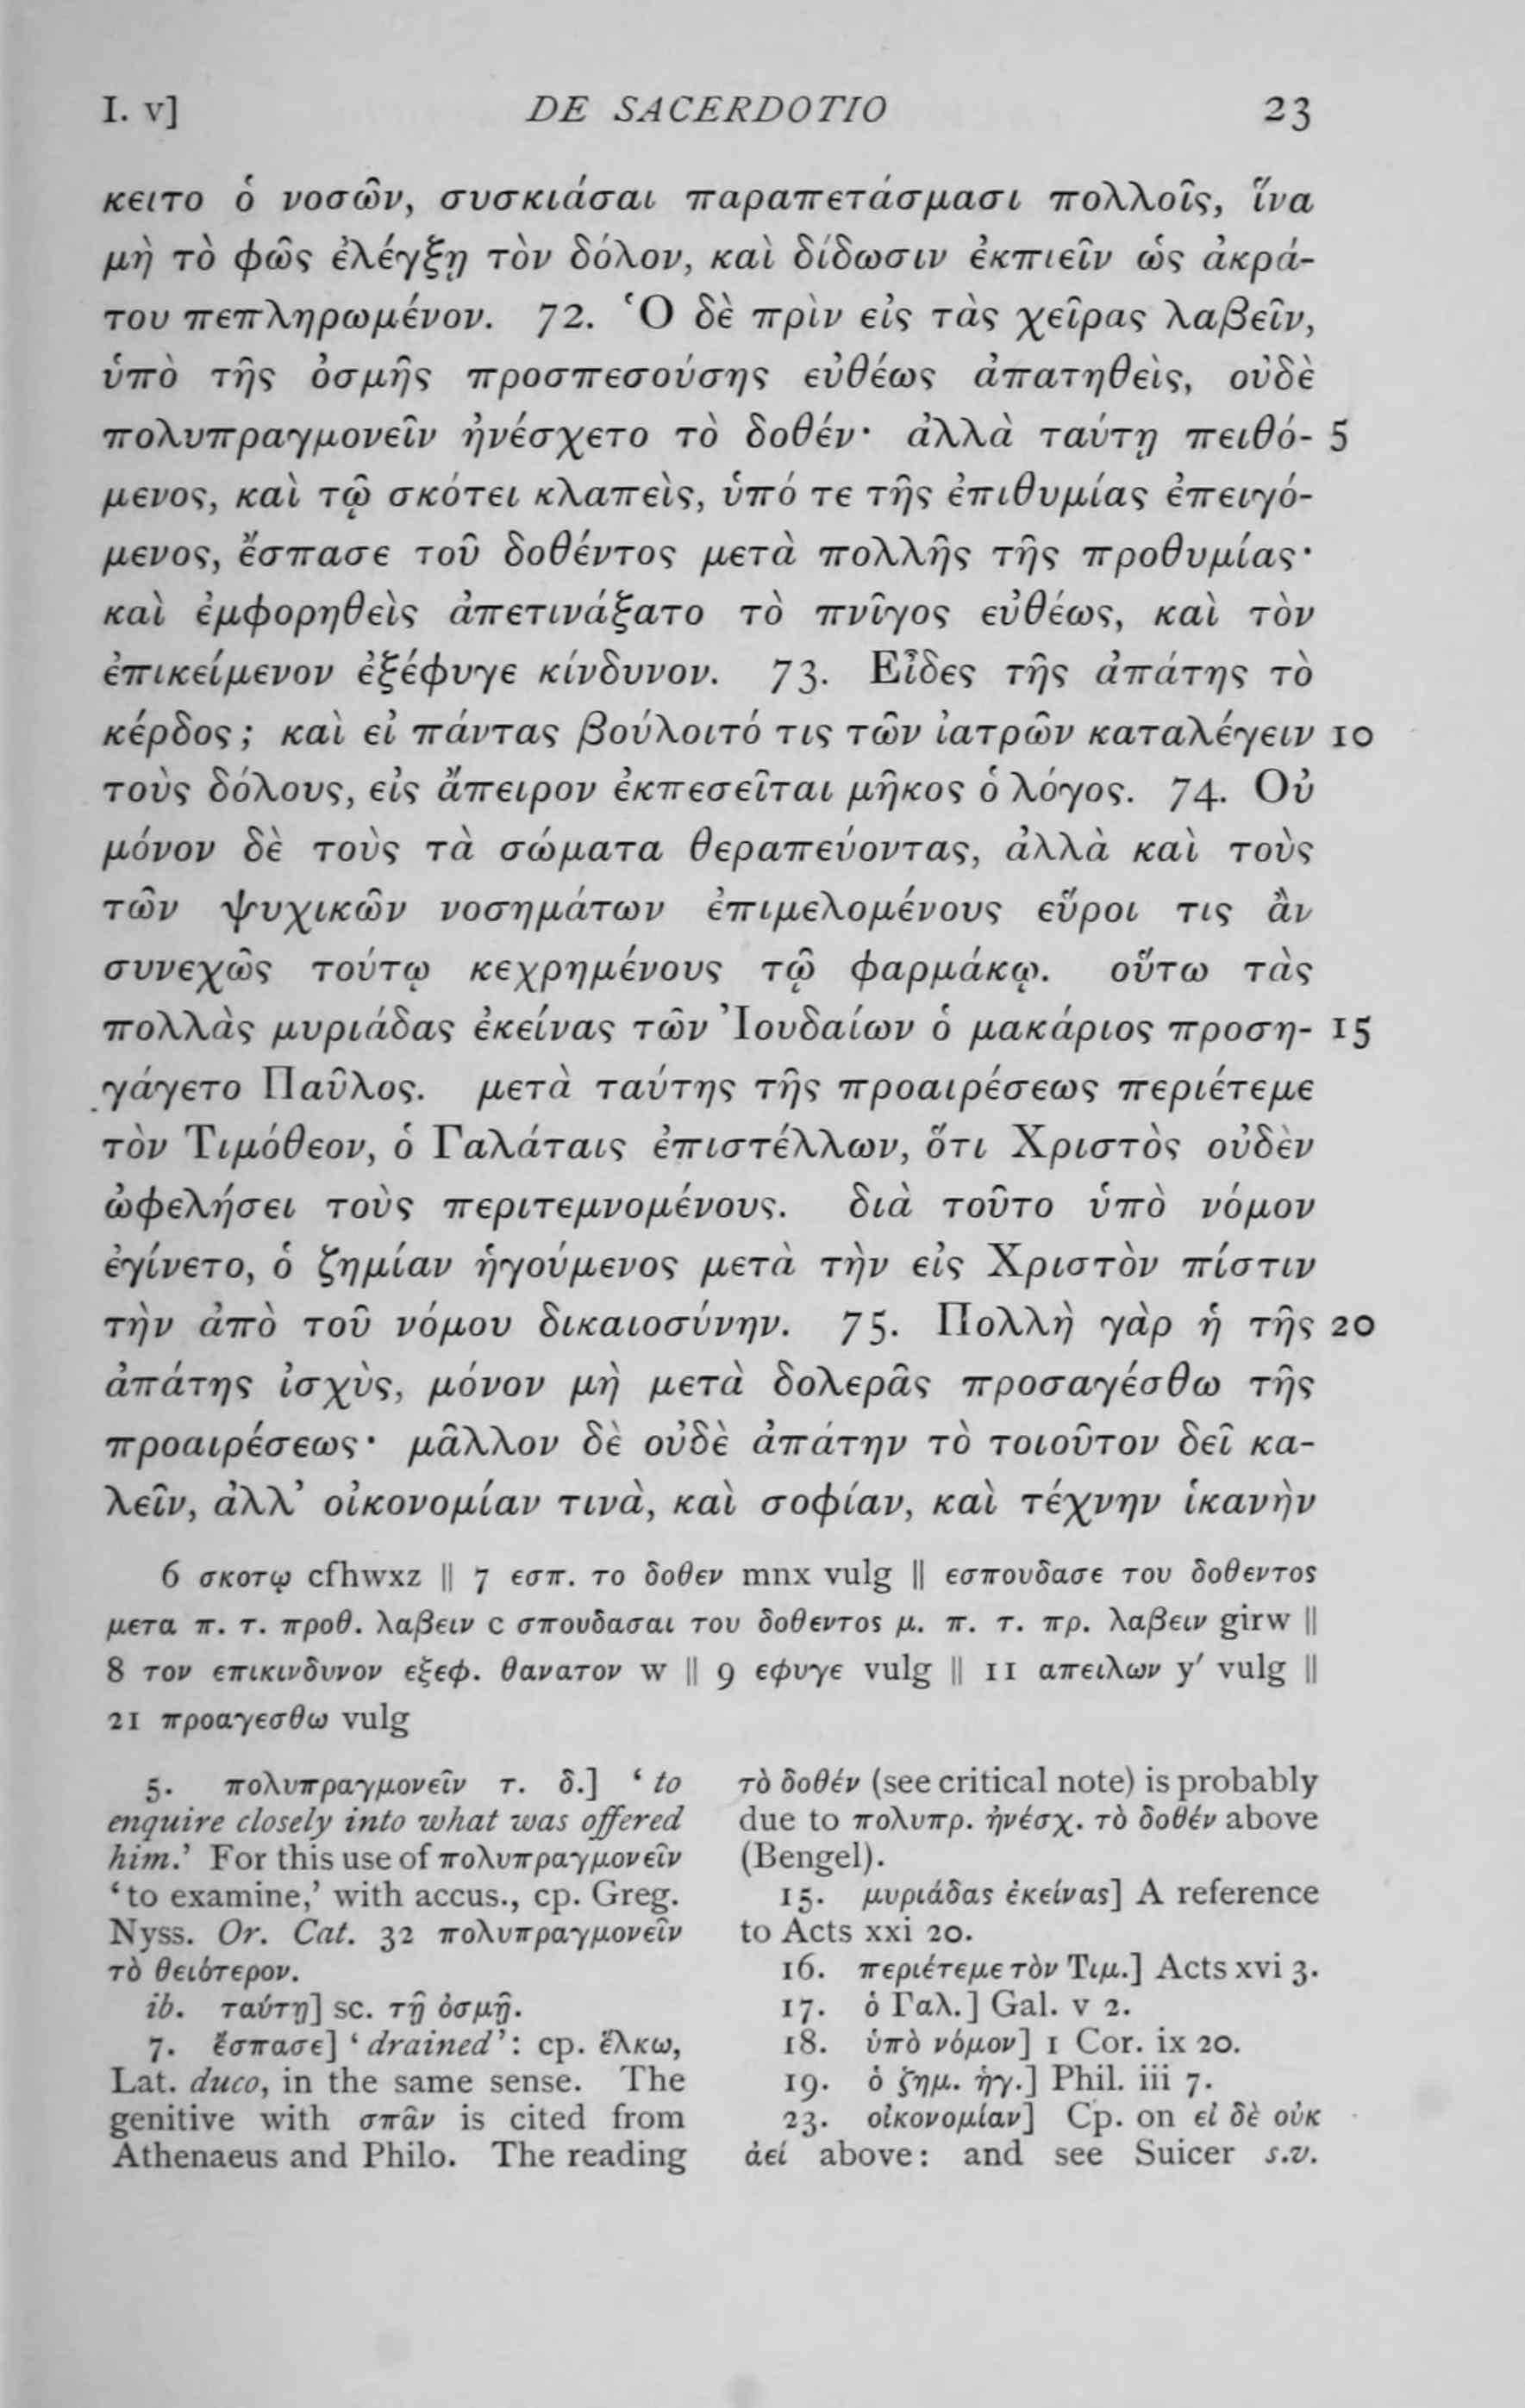 I. v] DE SACERDOTIO 23
κειτο ὁ νοσῶν, συσκιάσαι παραπετάσμασι πολλοῖς, ἵνα
μὴ τὸ φῶς ἐλέγξῃ τὸν δόλον, καὶ δίδωσιν ἐκπιεῖν ὡς ἀκρά-
του πεπληρωμένον. 72. Ὁ δὲ πρὶν εἰς τὰς χεῖρας λαβεῖν,
ὑπὸ τῆς ὀσμῆς προσπεσούσης εὐθέως ἀπατηθεὶς, οὐδὲ
πολυπραγμονεῖν ἠνέσχετο τὸ δοθέν· ἀλλὰ ταύτῃ πειθό- 5
μενος, καὶ τῷ σκότει κλαπεὶς, ὑπό τε τῆς ἐπιθυμίας ἐπειγό-
μενος, ἔσπασε τοῦ δοθέντος μετὰ πολλῆς τῆς προθυμίας·
καὶ ἐμφορηθεὶς ἀπετινάξατο τὸ πνῖγος εὐθέως, καὶ τὸν
ἐπικείμενον ἐξέφυγε κίνδυνον. 73. Εἶδες τῆς ἀπάτης τὸ
κέρδος; καὶ εἰ πάντας βούλοιτό τις τῶν ἰατρῶν καταλέγειν 10
τοὺς δόλους, εἰς ἄπειρον ἐκπεσεῖται μῆκος ὁ λόγος. 74. Οὐ
μόνον δὲ τοὺς τὰ σώματα θεραπεύοντας, ἀλλὰ καὶ τοὺς
τῶν ψυχικῶν νοσημάτων ἐπιμελομένους εὕροι τις ἂν
συνεχῶς τούτῳ κεχρημένους τῷ φαρμάκῳ. οὕτω τὰς
πολλὰς μυριάδας ἐκείνας τῶν Ἰουδαίων ὁ μακάριος προση- 15
γάγετο Παῦλος. μετὰ ταύτης τῆς προαιρέσεως περιέτεμε
τὸν Τιμόθεον, ὁ Γαλάταις ἐπιστέλλων, ὅτι Χριστὸς οὐδὲν
ὠφελήσει τοὺς περιτεμνομένους. διὰ τοῦτο ὑπὸ νόμον
ἐγίνετο, ὁ ζημίαν ἡγούμενος μετὰ τὴν εἰς Χριστὸν πίστιν
τὴν ἀπὸ τοῦ νόμου δικαιοσύνην. 75. Πολλὴ γὰρ ἡ τῆς 20
ἀπάτης ἰσχὺς, μόνον μὴ μετὰ δολερᾶς προσαγέσθω τῆς
προαιρέσεως· μᾶλλον δὲ οὐδὲ ἀπάτην τὸ τοιοῦτον δεῖ κα-
λεῖν, ἀλλ’ οἰκονομίαν τινὰ, καὶ σοφίαν, καὶ τέχνην ἱκανὴν
6 σκοτῳ cfhwxz || 7 εσπ. το δοθεν mnx vulg || εσπουδασε του δοθεντος
μετα π. τ. προθ. λαβειν c σπουδασαι του δοθεντος μ. π. τ. πρ. λαβειν girw ||
8 τον επικινδυνον εξεφ. θανατον w || 9 εφυγε vulg || 11 απειλων y′ vulg ||
21 προαγεσθω vulg
5. πολυπραγμονεῖν τ. δ.] ‘to
enquire closely into what was offered
him.’ For this use of πολυπραγμονεῖν
‘to examine,’ with accus., cp. Greg.
Nyss. Or. Cat. 32 πολυπραγμονεῖν
τὸ θειότερον.
ib. ταύτῃ] sc. τῇ ὀσμῇ.
7. ἔσπασε] ‘drained’: cp. ἕλκω,
Lat. duco, in the same sense. The
genitive with σπᾶν is cited from
Athenaeus and Philo. The reading
τὸ δοθέν (see critical note) is probably
due to πολυπρ. ἠνέσχ. τὸ δοθέν above
(Bengel).
15. μυριάδας ἐκείνας] A reference
to Acts xxi 20.
16. περιέτεμε τὸν Τιμ.] Acts xvi 3.
17. ὁ Γαλ.] Gal. v 2.
18. ὑπὸ νόμον] 1 Cor. ix 20.
19. ὁ ζημ. ἡγ.] Phil. iii 7.
23. οἰκονομίαν] Cp. on εἰ δὲ οὐκ
ἀεί above: and see Suicer s.v.